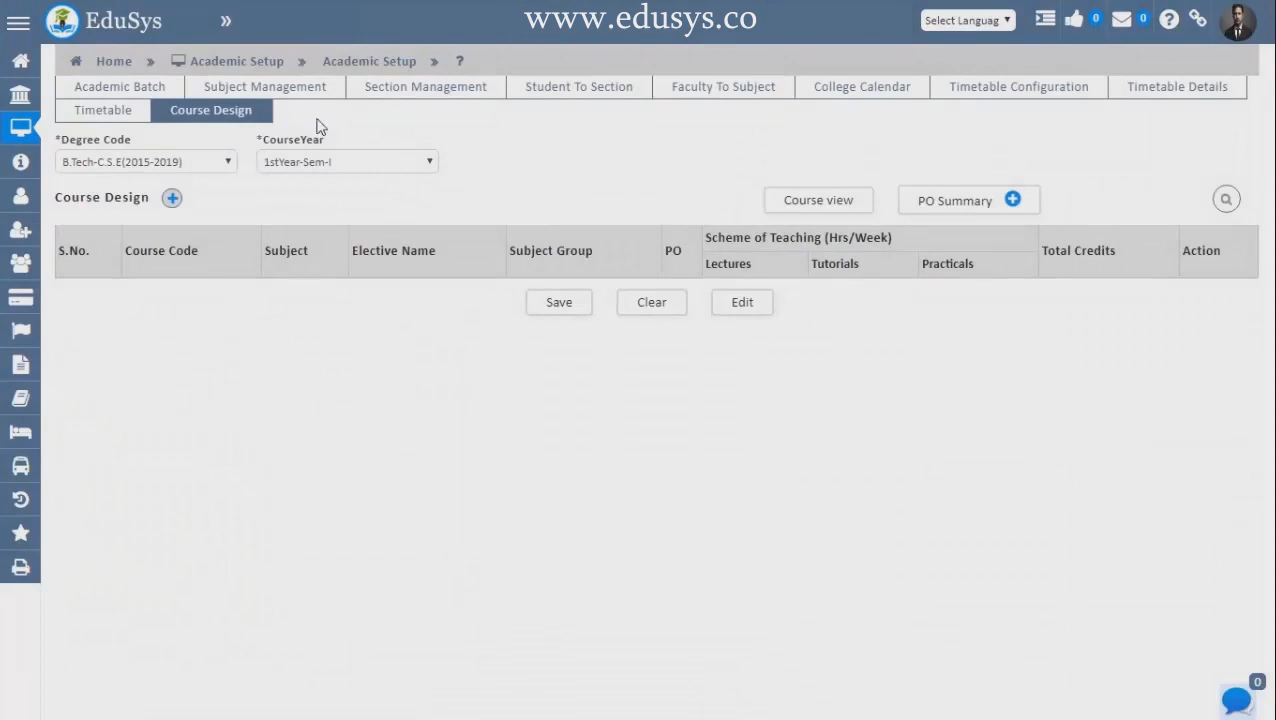 EduSys
»
www.edusys.co
Select Languag
0
0
Home » Academic Setup » Academic Setup ?
Academic Batch
Subject Management
Section Management
Student To Section
Faculty To Subject
College Calendar
Timetable Configuration
Timetable Details
Timetable
Course Design
*Degree Code
*CourseYear
B.Tech-C.S.E(2015-2019)
1stYear-Sem-I
Course Design
Course view
PO Summary
S.No.
Course Code
Subject
Elective Name
Subject Group
PO
Scheme of Teaching (Hrs/Week)
Lectures
Tutorials
Practicals
Total Credits
Action
Save
Clear
Edit
0